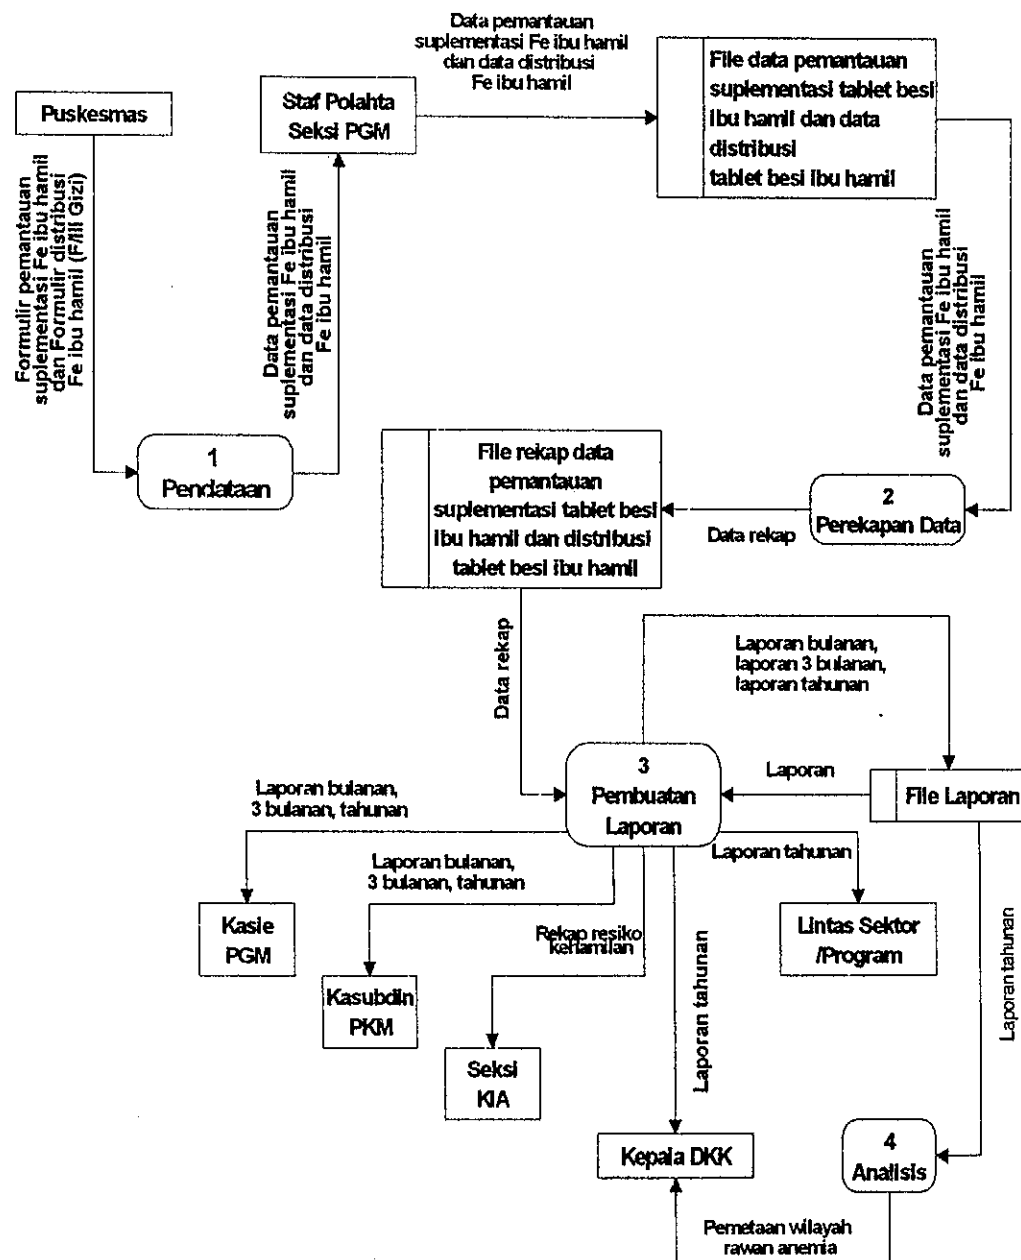 Data pemantauan
suplementasi Fe ibu hamil
dan data distribusi
Fe ibu hamil
Puskesmas
Staf Polahta
Seksi PGM
File data pemantauan
suplementasi tablet besi
ibu hamil dan data
distribusi
tablet besi ibu hamil
Formulir pemantauan
suplementasi Fe ibu hamil
dan Formulir distribusi
Fe ibu hamil (F/III Gizi)
Data pemantauan
suplementasi Fe ibu hamil
dan data distribusi
Fe ibu hamil
Data pemantauan
suplementasi Fe ibu hamil
dan data distribusi
Fe ibu hamil
1
Pendataan
File rekap data
pemantauan
suplementasi tablet besi
ibu hamil dan distribusi
tablet besi ibu hamil
Data rekap
2
Perekapan Data
Data rekap
Laporan bulanan,
laporan 3 bulanan,
laporan tahunan
3
Pembuatan
Laporan
Laporan
File Laporan
Laporan bulanan,
3 bulanan, tahunan
Laporan bulanan,
3 bulanan, tahunan
Laporan tahunan
Kasie
PGM
Kasubdin
PKM
Rekap resiko
kehamilan
Seksi
KIA
Laporan tahunan
Lintas Sektor
/Program
Laporan tahunan
Kepala DKK
4
Analisis
Pemetaan wilayah
rawan anemia